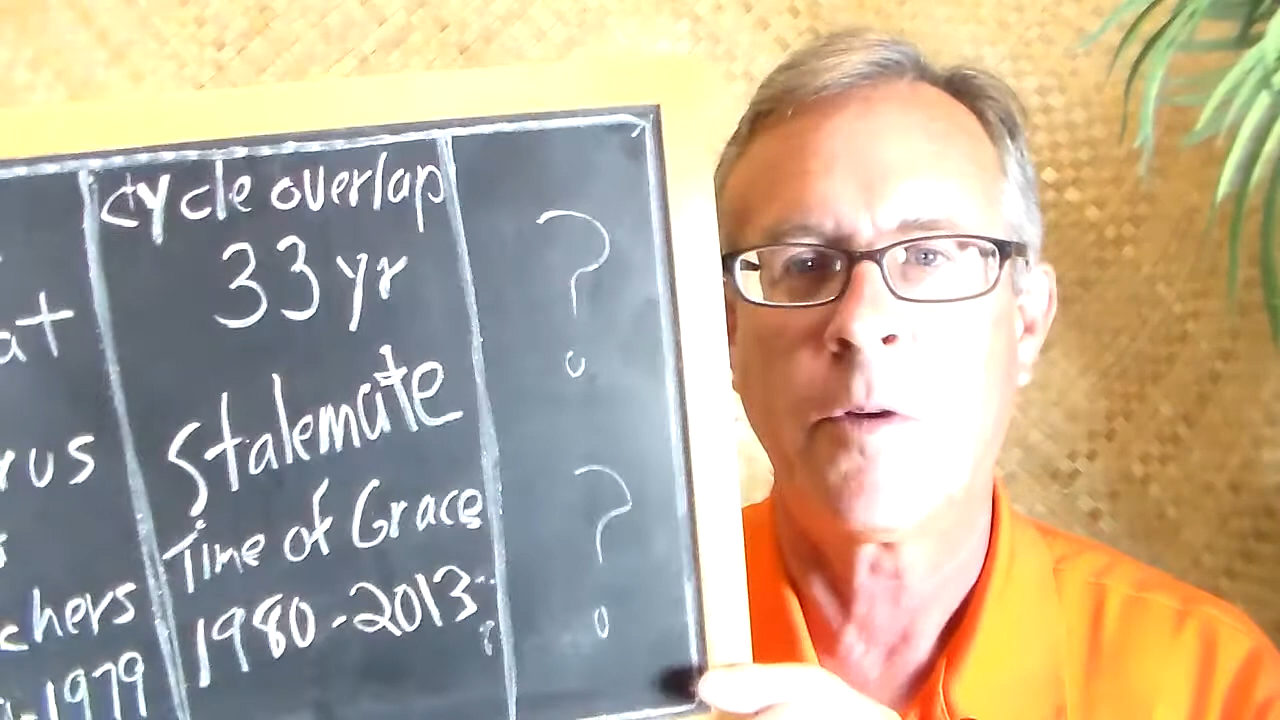 cycle overlap
33 yr
Stalemate
Time of Grace
1980-2013
?
?
?
at
rus
chers
-1979